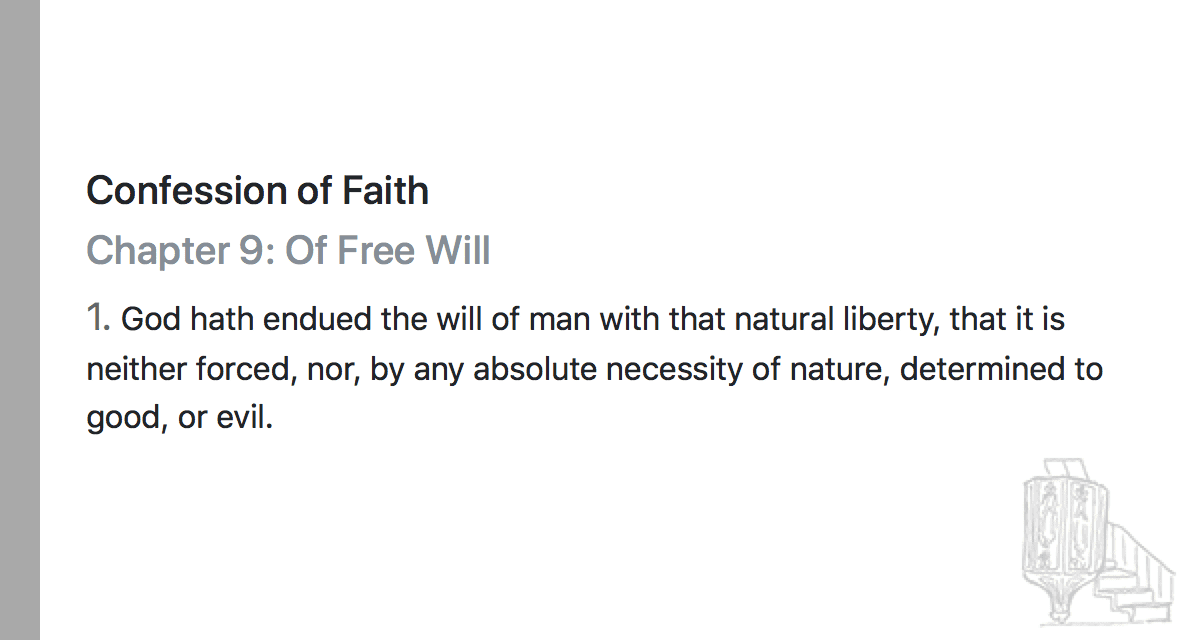 Confession of Faith
Chapter 9: Of Free Will
1. God hath endued the will of man with that natural liberty, that it is
neither forced, nor, by any absolute necessity of nature, determined to
good, or evil.